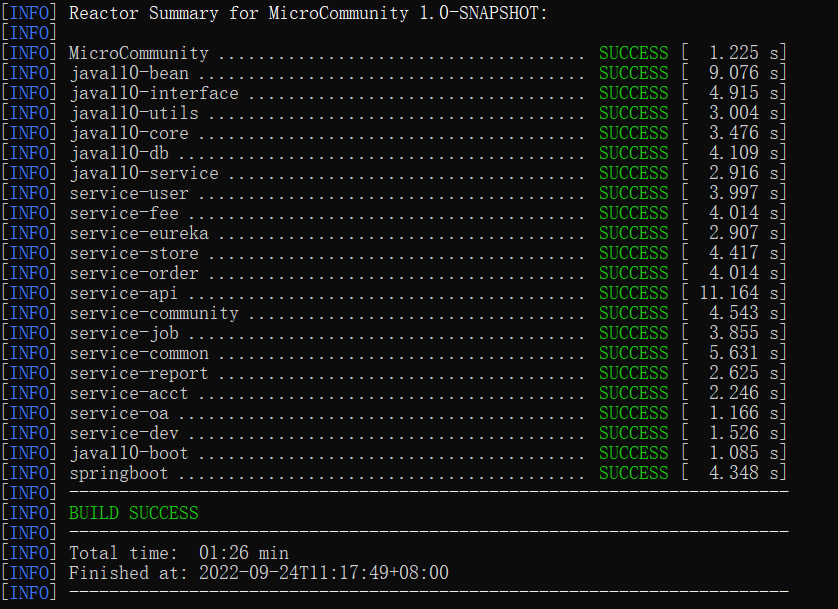 [INFO] Reactor Summary for MicroCommunity 1.0-SNAPSHOT:
[INFO]
[INFO] MicroCommunity ..................................... SUCCESS [  1.225 s]
[INFO] java110-bean ....................................... SUCCESS [  9.076 s]
[INFO] java110-interface .................................. SUCCESS [  4.915 s]
[INFO] java110-utils ...................................... SUCCESS [  3.004 s]
[INFO] java110-core ....................................... SUCCESS [  3.476 s]
[INFO] java110-db ......................................... SUCCESS [  4.109 s]
[INFO] java110-service .................................... SUCCESS [  2.916 s]
[INFO] service-user ....................................... SUCCESS [  3.997 s]
[INFO] service-fee ........................................ SUCCESS [  4.014 s]
[INFO] service-eureka ..................................... SUCCESS [  2.907 s]
[INFO] service-store ...................................... SUCCESS [  4.417 s]
[INFO] service-order ...................................... SUCCESS [  4.014 s]
[INFO] service-api ........................................ SUCCESS [ 11.164 s]
[INFO] service-community .................................. SUCCESS [  4.543 s]
[INFO] service-job ........................................ SUCCESS [  3.855 s]
[INFO] service-common ..................................... SUCCESS [  5.631 s]
[INFO] service-report ..................................... SUCCESS [  2.625 s]
[INFO] service-acct ....................................... SUCCESS [  2.246 s]
[INFO] service-oa ......................................... SUCCESS [  1.166 s]
[INFO] service-dev ........................................ SUCCESS [  1.526 s]
[INFO] java110-boot ....................................... SUCCESS [  1.085 s]
[INFO] springboot ......................................... SUCCESS [  4.348 s]
[INFO] ------------------------------------------------------------------------
[INFO] BUILD SUCCESS
[INFO] ------------------------------------------------------------------------
[INFO] Total time:  01:26 min
[INFO] Finished at: 2022-09-24T11:17:49+08:00
[INFO] ------------------------------------------------------------------------